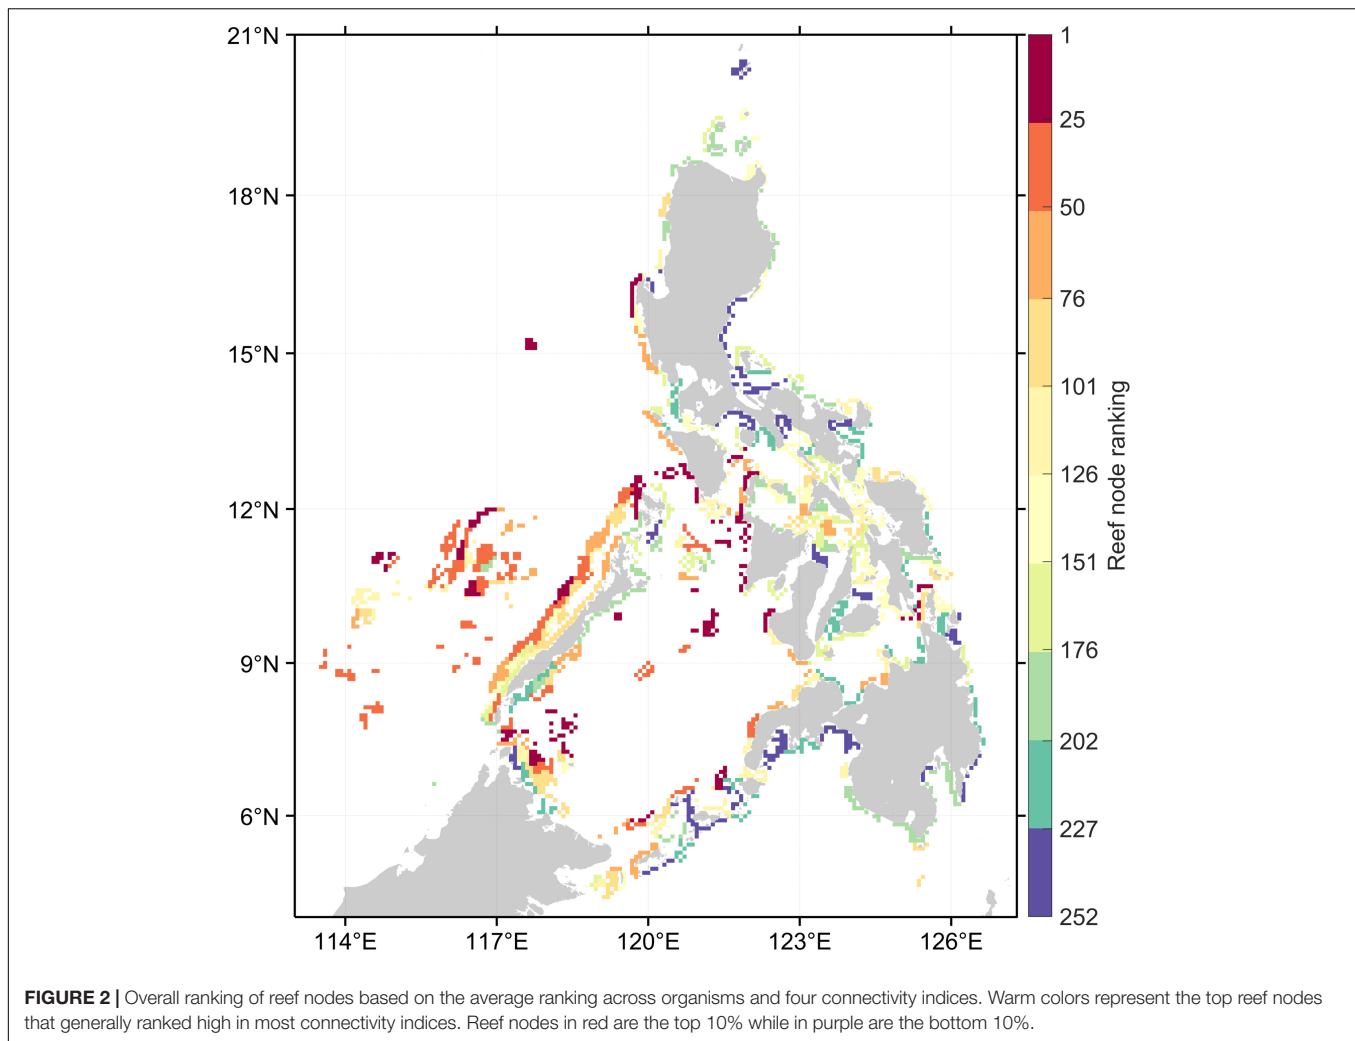 21°N
18°N
15°N
12°N
9°N
6°N
114°E
117°E
120°E
123°E
126°E
1
25
50
76
101
126
151
176
202
227
252
Reef node ranking
FIGURE 2 | Overall ranking of reef nodes based on the average ranking across organisms and four connectivity indices. Warm colors represent the top reef nodes
that generally ranked high in most connectivity indices. Reef nodes in red are the top 10% while in purple are the bottom 10%.